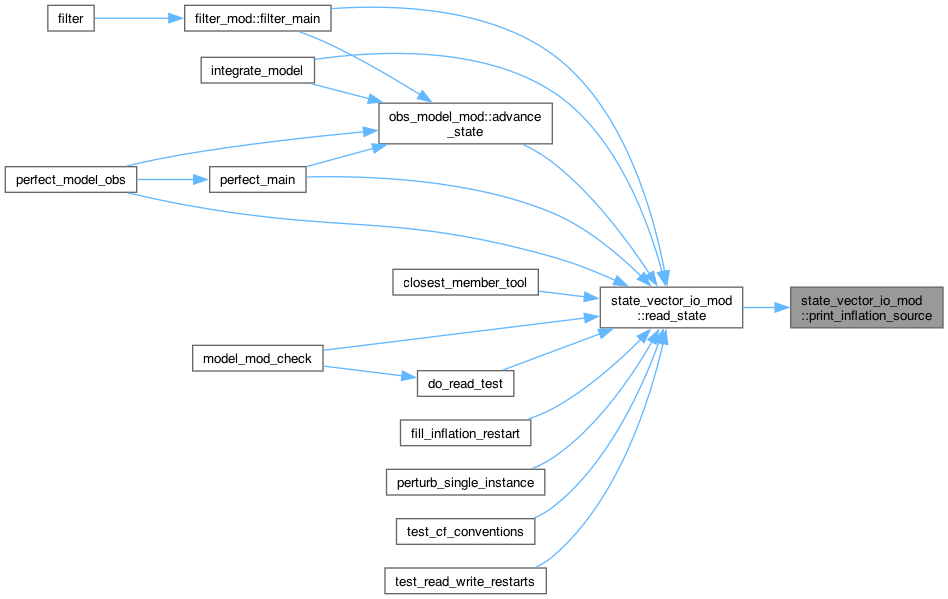 filter
filter_mod::filter_main
integrate_model
obs_model_mod::advance
_state
perfect_model_obs
perfect_main
closest_member_tool
state_vector_io_mod
::read_state
state_vector_io_mod
::print_inflation_source
model_mod_check
do_read_test
fill_inflation_restart
perturb_single_instance
test_cf_conventions
test_read_write_restarts